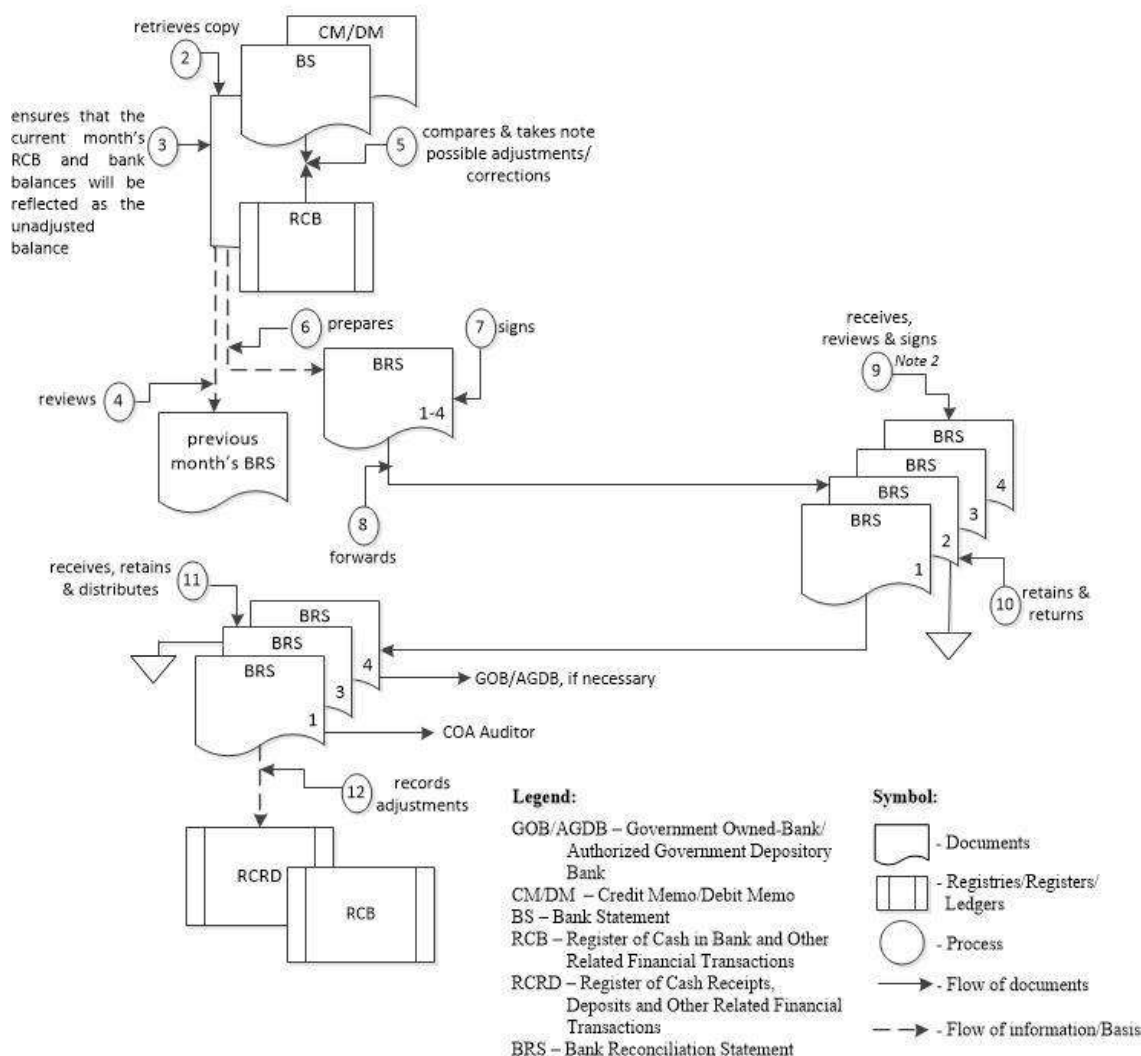 retrieves copy
2
CM/DM
BS
ensures that the
current month's
RCB and bank
balances will be
reflected as the
unadjusted
balance
3
5
compares & takes note
possible adjustments/
corrections
RCB
6
prepares
7
signs
BRS
1-4
reviews
4
previous
month's BRS
8
forwards
receives,
reviews & signs
Note 2
9
BRS
4
BRS
3
BRS
2
BRS
1
10
retains &
returns
receives, retains
& distributes
11
BRS
4
BRS
3
BRS
1
GOB/AGDB, if necessary
COA Auditor
12
records
adjustments
RCRD
RCB
Legend:
GOB/AGDB – Government Owned-Bank/
Authorized Government Depository
Bank
CM/DM – Credit Memo/Debit Memo
BS – Bank Statement
RCB – Register of Cash in Bank and Other
Related Financial Transactions
RCRD – Register of Cash Receipts,
Deposits and Other Related Financial
Transactions
BRS – Bank Reconciliation Statement
Symbol:
- Documents
- Registries/Registers/
Ledgers
- Process
- Flow of documents
- Flow of information/Basis